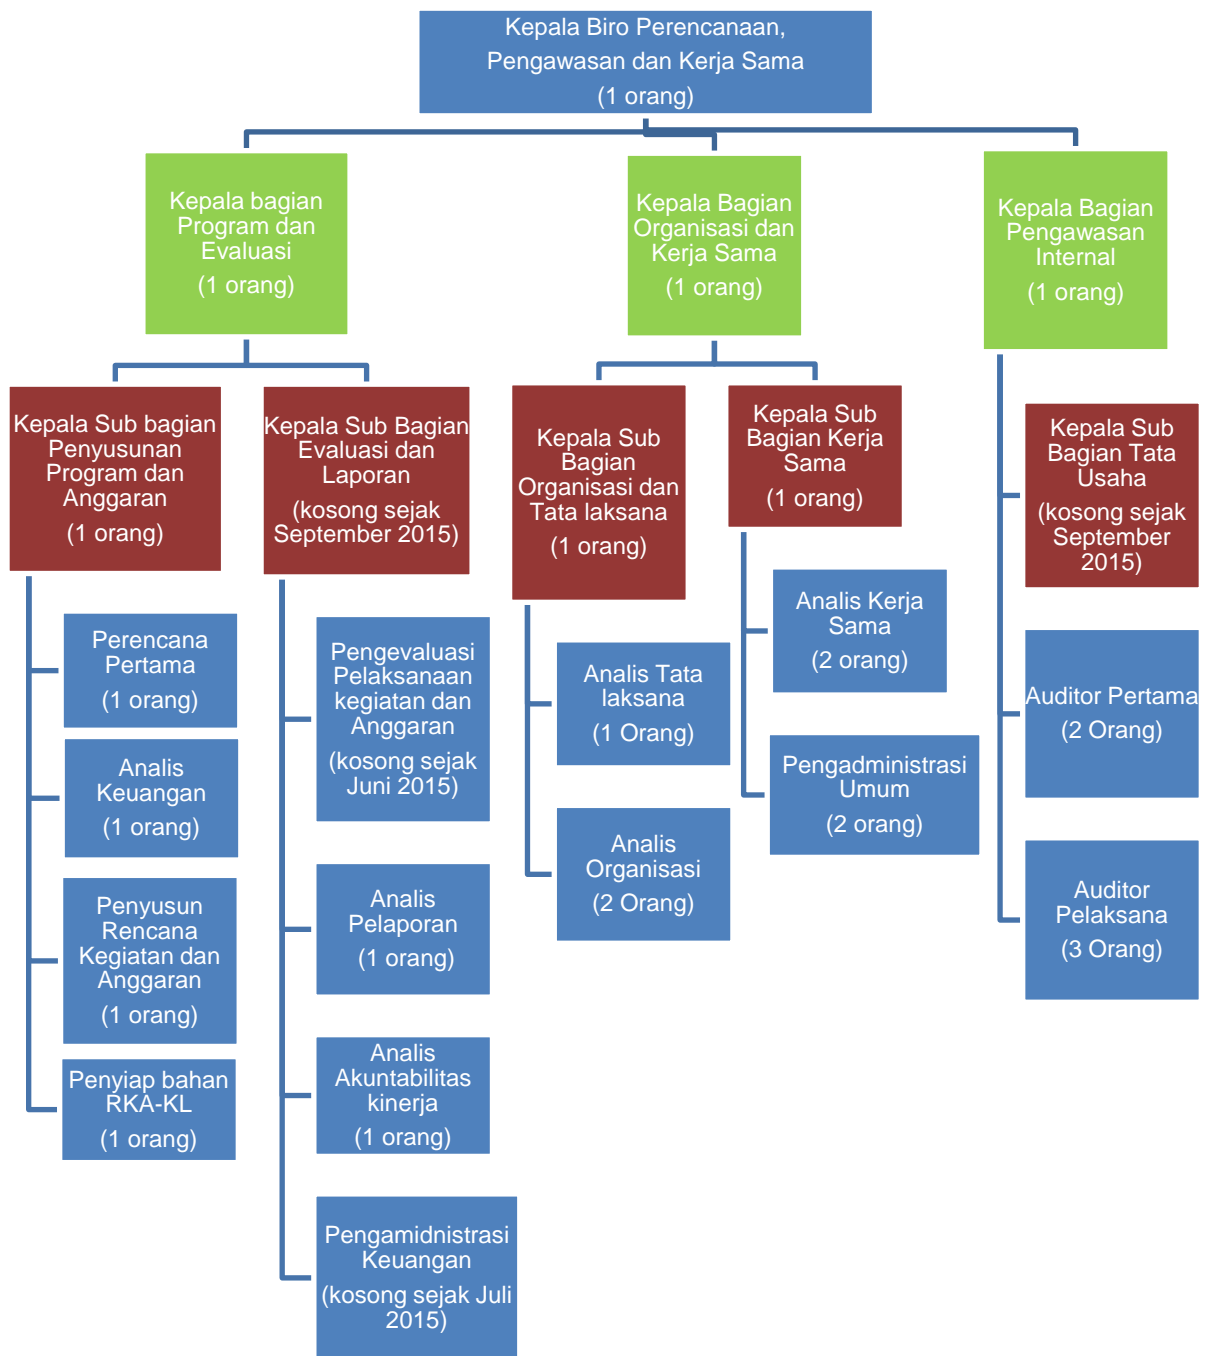 Kepala Biro Perencanaan,
Pengawasan dan Kerja Sama
(1 orang)
Kepala bagian
Program dan
Evaluasi
(1 orang)
Kepala Bagian
Organisasi dan
Kerja Sama
(1 orang)
Kepala Bagian
Pengawasan
Internal
(1 orang)
Kepala Sub bagian
Penyusunan
Program dan
Anggaran
(1 orang)
Kepala Sub Bagian
Evaluasi dan
Laporan
(kosong sejak
September 2015)
Kepala Sub
Bagian
Organisasi dan
Tata laksana
(1 orang)
Kepala Sub
Bagian Kerja
Sama
(1 orang)
Kepala Sub
Bagian Tata
Usaha
(kosong sejak
September
2015)
Perencana
Pertama
(1 orang)
Analis
Keuangan
(1 orang)
Penyusun
Rencana
Kegiatan dan
Anggaran
(1 orang)
Penyiap bahan
RKA-KL
(1 orang)
Pengevaluasi
Pelaksanaan
kegiatan dan
Anggaran
(kosong sejak
Juni 2015)
Analis
Pelaporan
(1 orang)
Analis
Akuntabilitas
kinerja
(1 orang)
Pengamidnistrasi
Keuangan
(kosong sejak Juli
2015)
Analis Tata
laksana
(1 Orang)
Analis
Organisasi
(2 Orang)
Analis Kerja
Sama
(2 orang)
Pengadministrasi
Umum
(2 orang)
Auditor Pertama
(2 Orang)
Auditor
Pelaksana
(3 Orang)